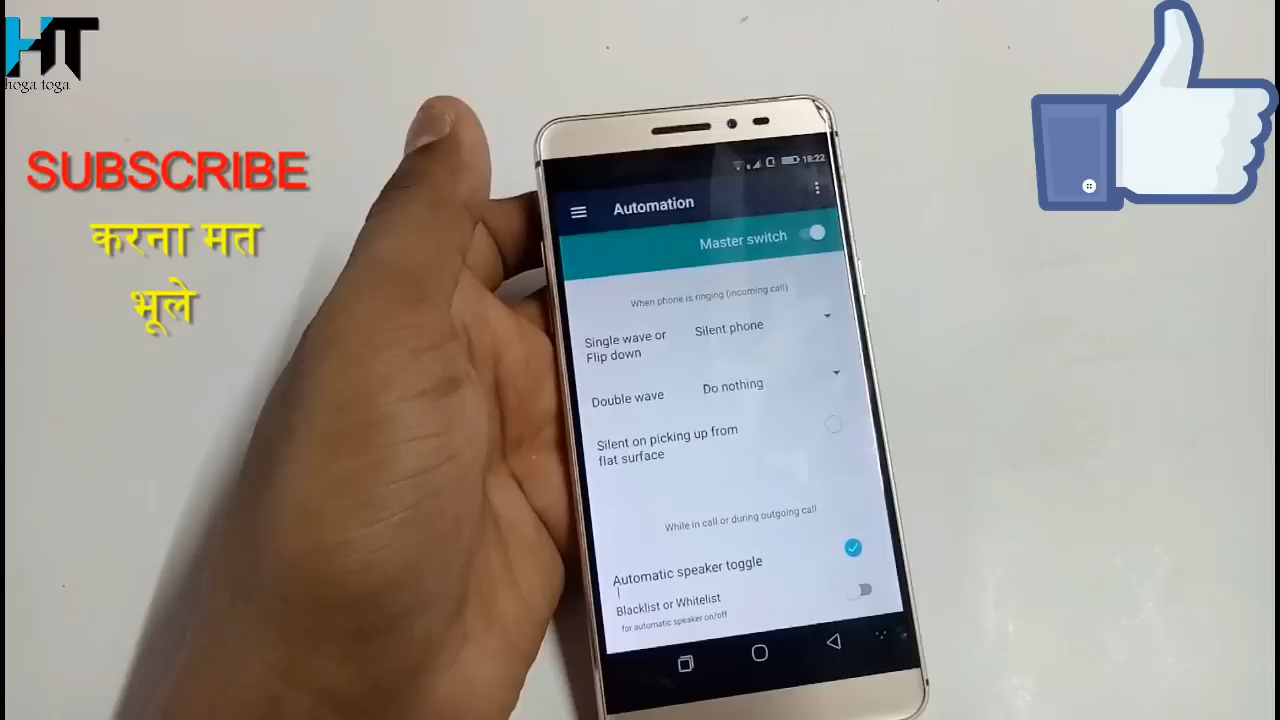 HT
hoga toga
SUBSCRIBE
करना मत
भूले
18:22
Automation
Master switch
When phone is ringing (incoming call)
Single wave or
Flip down
Silent phone
Double wave
Do nothing
Silent on picking up from
flat surface
While in call or during outgoing call
Automatic speaker toggle
Blacklist or Whitelist
for automatic speaker on/off